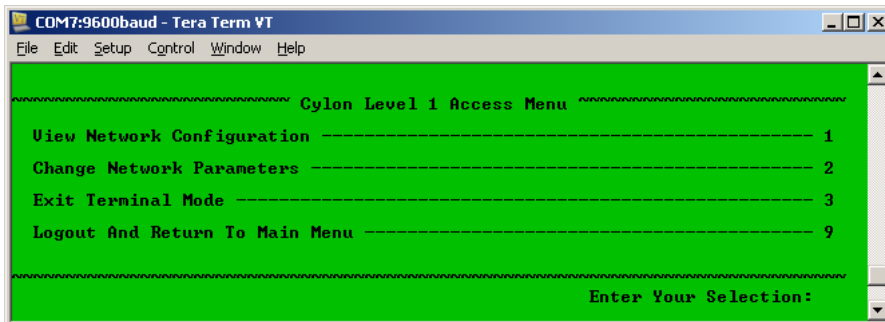 COM7:9600baud - Tera Term VT
File Edit Setup Control Window Help
~~~~~~~~~~~~~~~~~~~~~~~~~~ Cylon Level 1 Access Menu ~~~~~~~~~~~~~~~~~~~~~~~~~
View Network Configuration ---------------------------------------------- 1
Change Network Parameters ----------------------------------------------- 2
Exit Terminal Mode ------------------------------------------------------ 3
Logout And Return To Main Menu ------------------------------------------ 9
~~~~~~~~~~~~~~~~~~~~~~~~~~~~~~~~~~~~~~~~~~~~~~~~~~~~~~~~~~~~~~~~~~~~~~~~~~~~~~
Enter Your Selection: